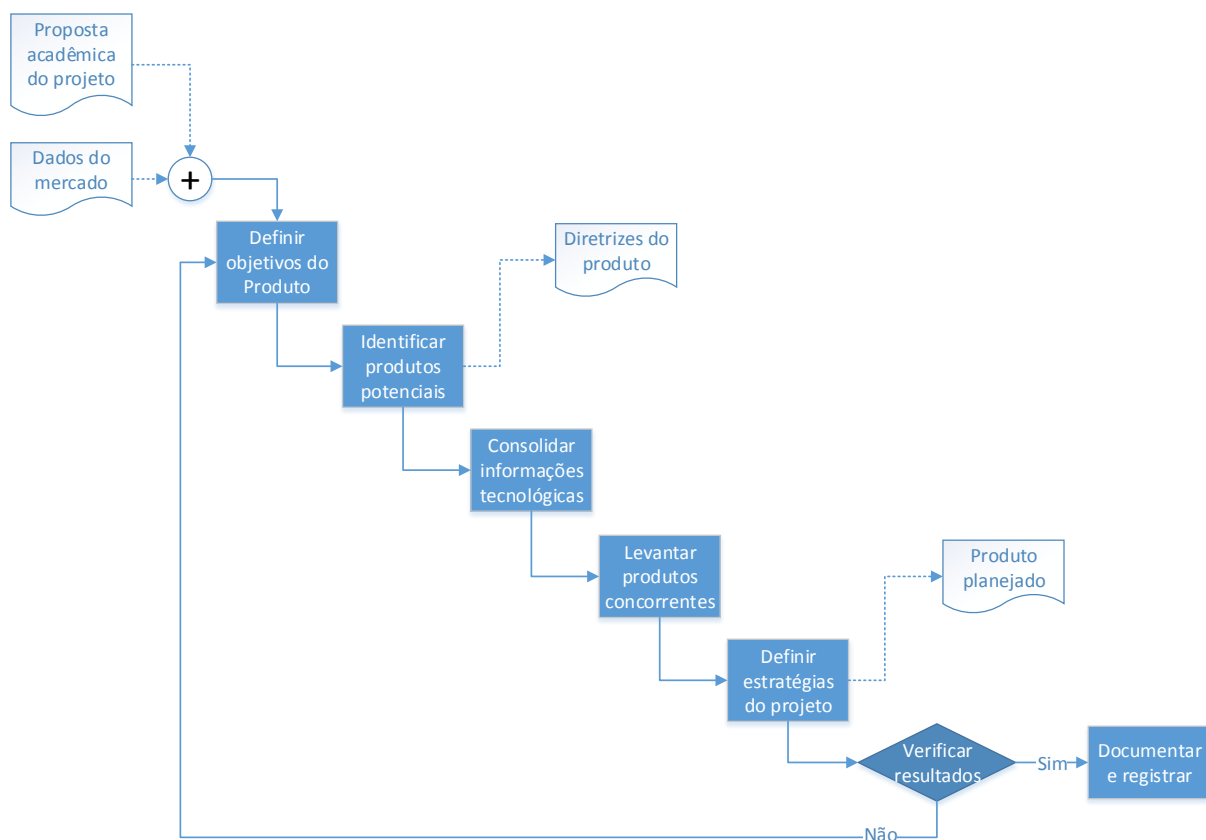 Proposta
acadêmica
do projeto
Dados do
mercado
+
Definir
objetivos do
Produto
Diretrizes do
produto
Identificar
produtos
potenciais
Consolidar
informações
tecnológicas
Levantar
produtos
concorrentes
Produto
planejado
Definir
estratégias
do projeto
Verificar
resultados
Sim
Documentar
e registrar
Não